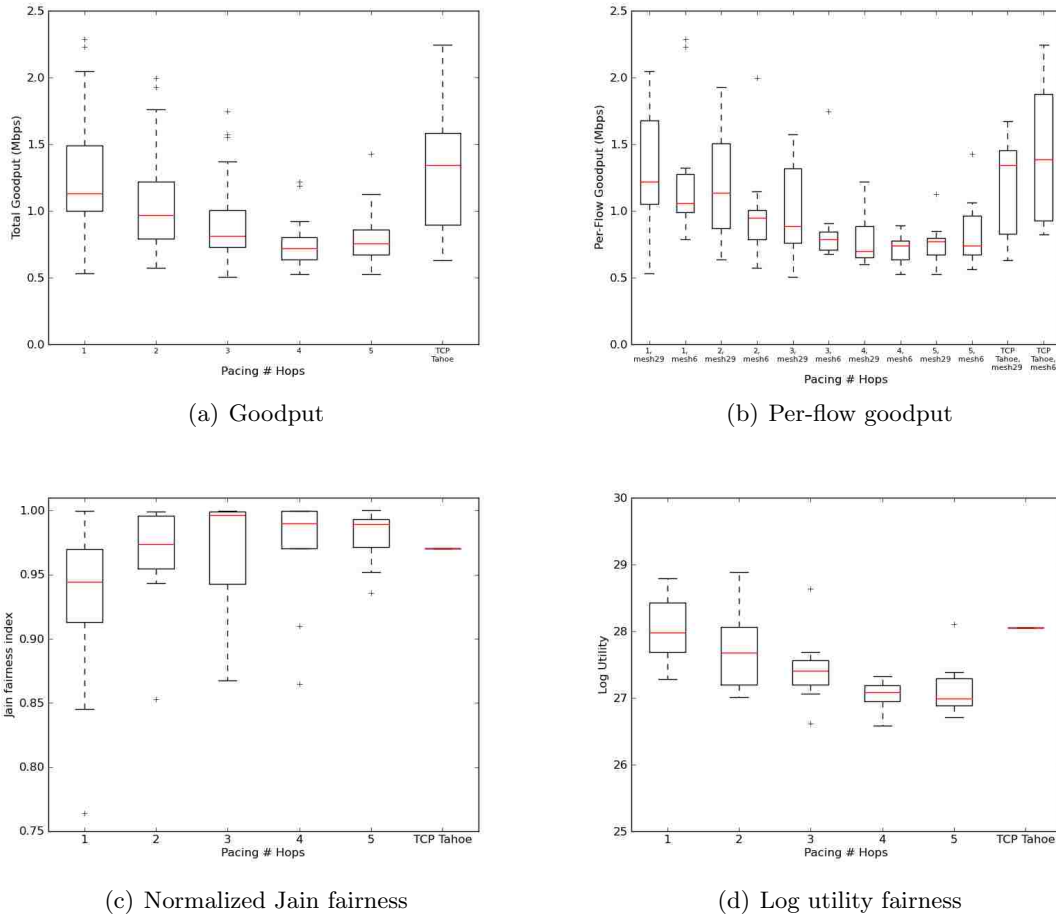 2.5
2.0
1.5
1.0
0.5
0.0
Total Goodput (Mbps)
1 2 3 4 5 TCP
Tahoe
Pacing # Hops
(a) Goodput
2.5
2.0
1.5
1.0
0.5
0.0
Per-Flow Goodput (Mbps)
1, 1, 2, 2, 3, 3, 4, 4, 5, 5, TCP TCP
mesh29 mesh6 mesh29 mesh6 mesh29 mesh6 mesh29 mesh6 mesh29 mesh6 Tahoe, Tahoe,
mesh29 mesh6
Pacing # Hops
(b) Per-flow goodput
1.00
0.95
0.90
0.85
0.80
0.75
Jain fairness index
1 2 3 4 5 TCP Tahoe
Pacing # Hops
(c) Normalized Jain fairness
30
29
28
27
26
25
Log Utility
1 2 3 4 5 TCP Tahoe
Pacing # Hops
(d) Log utility fairness